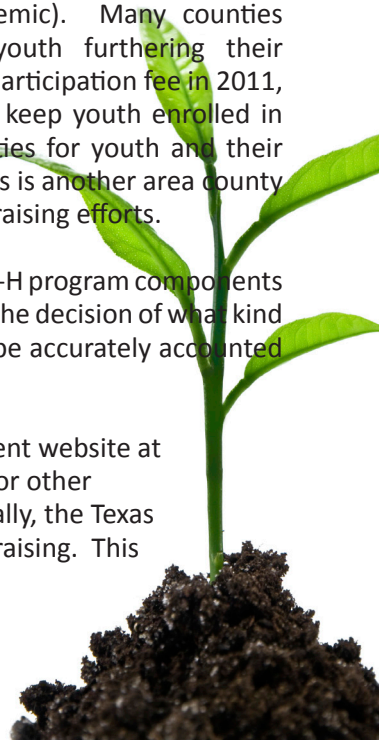 emic). Many counties
youth furthering their
articipation fee in 2011,
keep youth enrolled in
ties for youth and their
s is another area county
raising efforts.
-H program components
he decision of what kind
be accurately accounted
ent website at
or other
ally, the Texas
raising. This